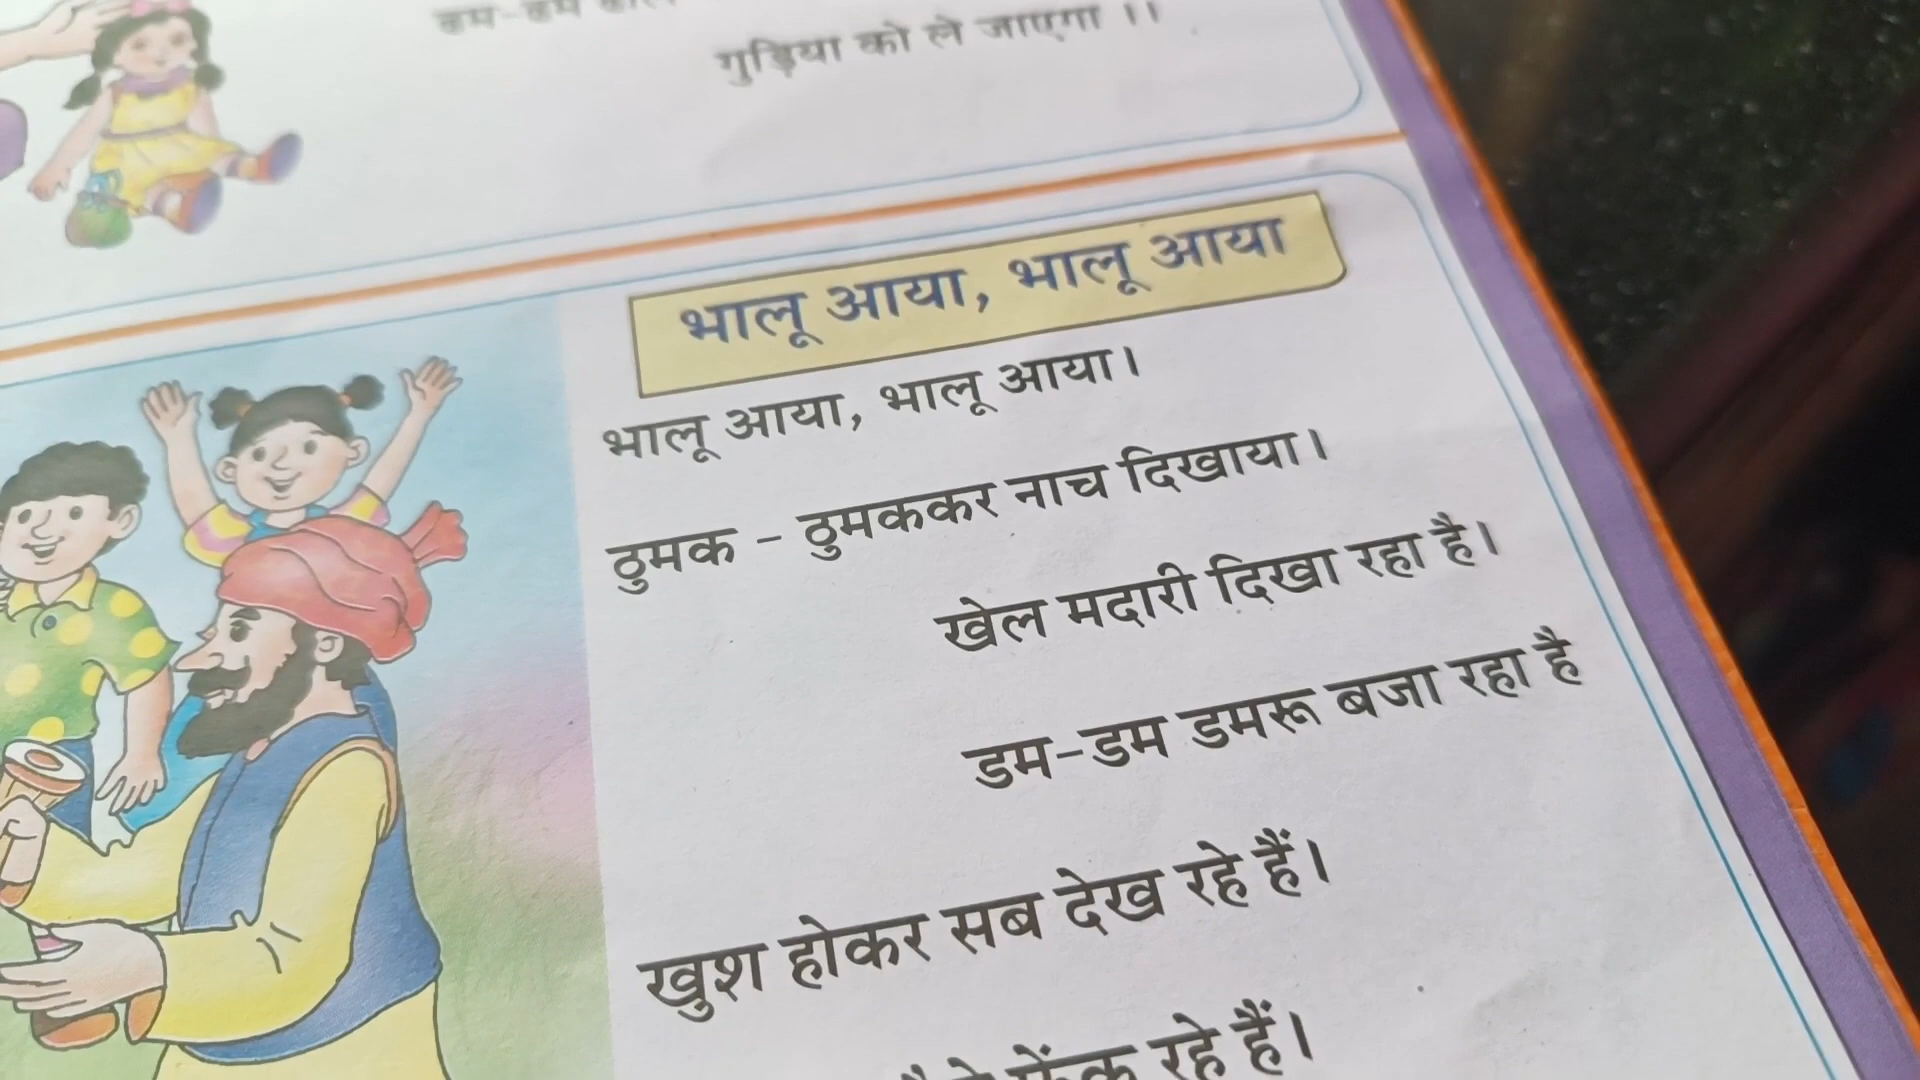 गुड़िया को ले जाएगा ।।
भालू आया, भालू आया
भालू आया, भालू आया।
ठुमक - ठुमककर नाच दिखाया।
खेल मदारी दिखा रहा है।
डम-डम डमरू बजा रहा है
खुश होकर सब देख रहे हैं।
फेंक रहे हैं।